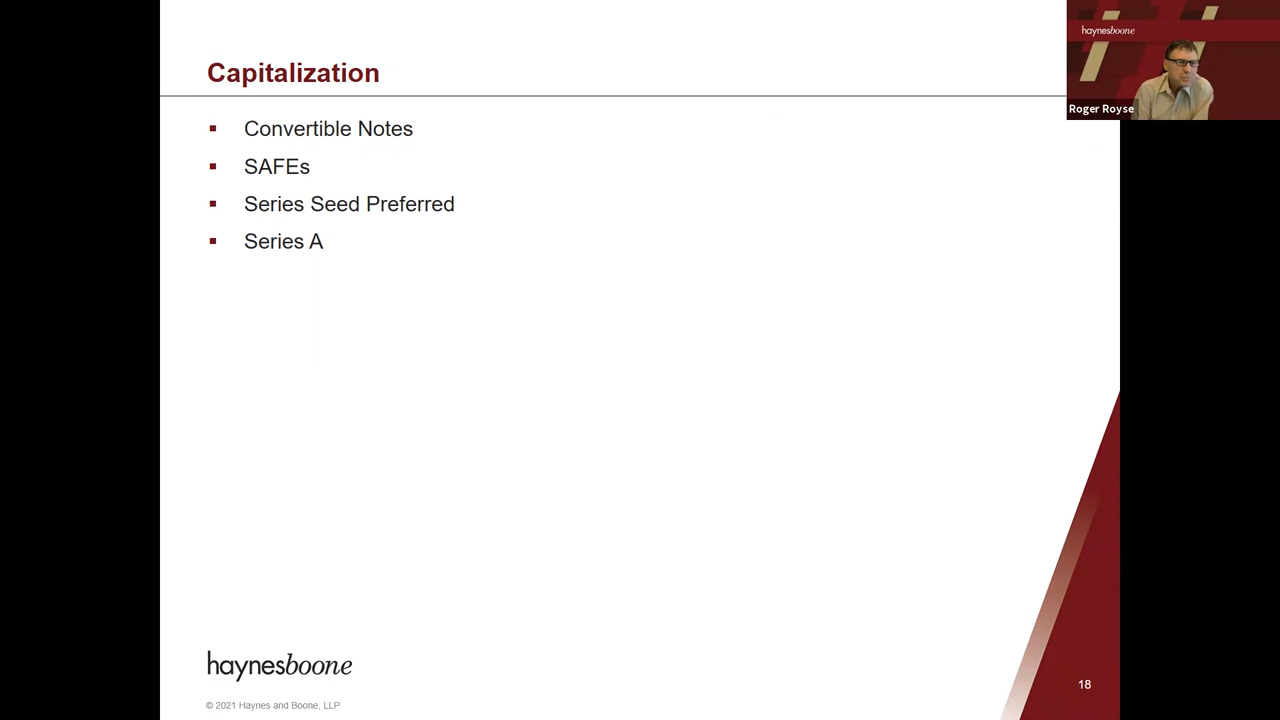 Capitalization
Convertible Notes
SAFEs
Series Seed Preferred
Series A
haynesboone
© 2021 Haynes and Boone, LLP
18
haynesboone
Roger Royse